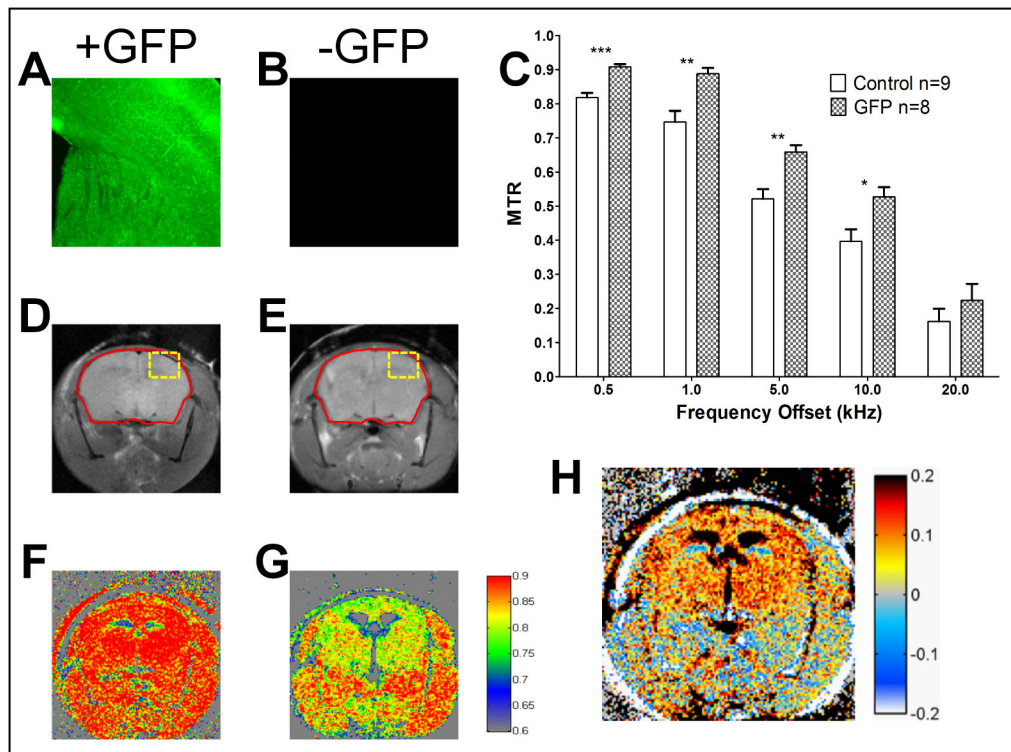 +GFP
-GFP
A
B
C
1.0
0.9
0.8
0.7
0.6
0.5
0.4
0.3
0.2
0.1
0.0
MTR
***
**
**
*
Control n=9
GFP n=8
0.5
1.0
5.0
10.0
20.0
Frequency Offset (kHz)
D
E
F
G
0.9
0.85
0.8
0.75
0.7
0.65
0.6
H
0.2
0.1
0
-0.1
-0.2